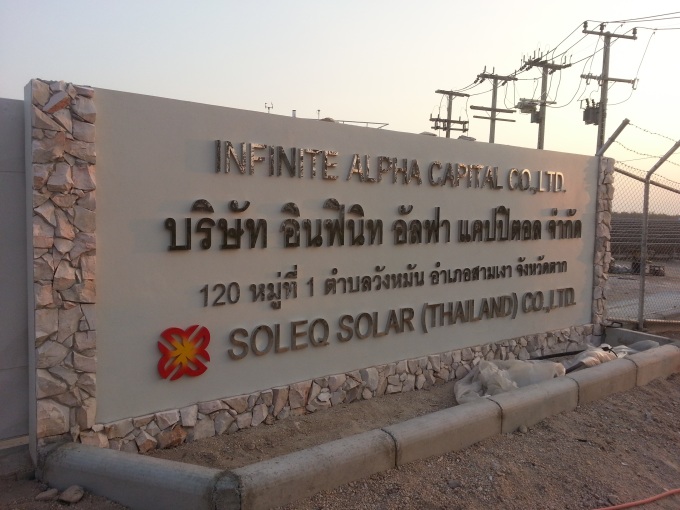 INFINITE ALPHA CAPITAL CO.,LTD.
บริษัท อินฟินิท อัลฟา แคปปิตอล จำกัด
120 หมู่ที่ 1 ตำบลวังหมัน อำเภอสามเงา จังหวัดตาก
SOLEQ SOLAR (THAILAND) CO.,LTD.